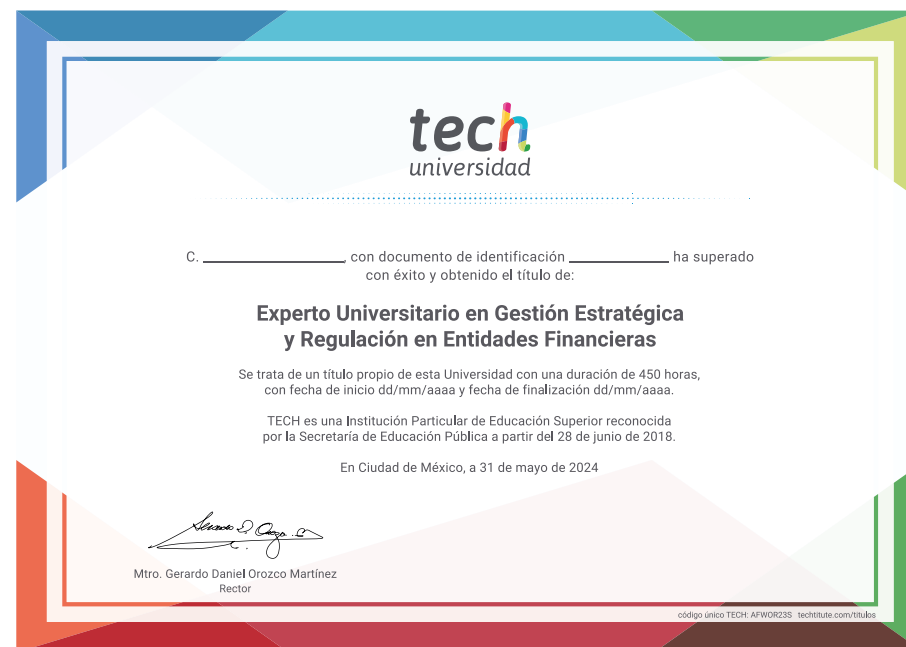 tech
universidad
C. ____________, con documento de identificación ____________ ha superado
con éxito y obtenido el título de:
Experto Universitario en Gestión Estratégica
y Regulación en Entidades Financieras
Se trata de un título propio de esta Universidad con una duración de 450 horas,
con fecha de inicio dd/mm/aaaa y fecha de finalización dd/mm/aaaa.
TECH es una Institución Particular de Educación Superior reconocida
por la Secretaría de Educación Pública a partir del 28 de junio de 2018.
En Ciudad de México, a 31 de mayo de 2024
Mtro. Gerardo Daniel Orozco Martínez
Rector
código único TECH: AFWOR23S techtitute.com/titulos